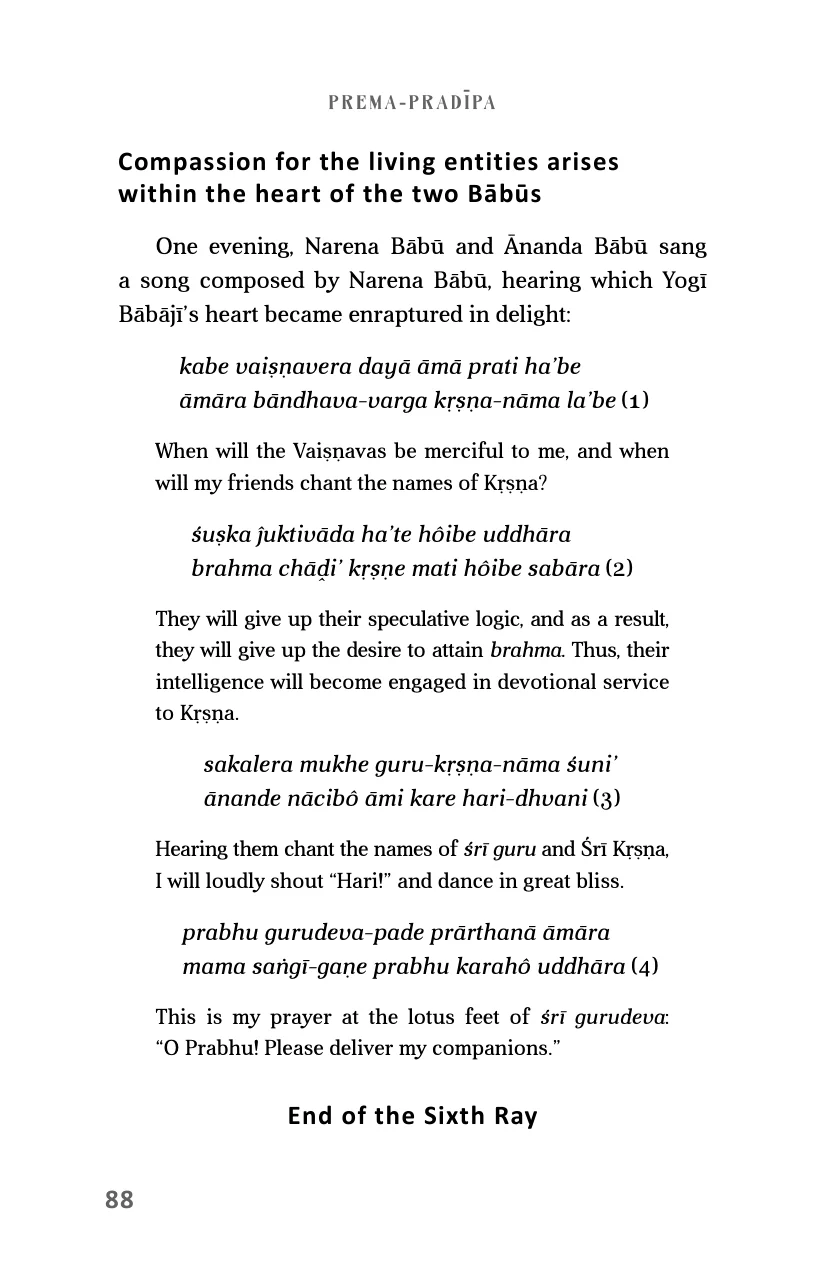 PREMA-PRADĪPA
Compassion for the living entities arises
within the heart of the two Bābūs
One evening, Narena Bābū and Ānanda Bābū sang
a song composed by Narena Bābū, hearing which Yogī
Bābājī’s heart became enraptured in delight:
kabe vaiṣṇavera dayā āmā prati ha’be
āmāra bāndhava-varga kṛṣṇa-nāma la’be (1)
When will the Vaiṣṇavas be merciful to me, and when
will my friends chant the names of Kṛṣṇa?
śuṣka ĵuktivāda ha’te hôibe uddhāra
brahma chāḓi’ kṛṣṇe mati hôibe sabāra (2)
They will give up their speculative logic, and as a result,
they will give up the desire to attain brahma. Thus, their
intelligence will become engaged in devotional service
to Kṛṣṇa.
sakalera mukhe guru-kṛṣṇa-nāma śuni’
ānande nācibô āmi kare hari-dhvani (3)
Hearing them chant the names of śrī guru and Śrī Kṛṣṇa,
I will loudly shout “Hari!” and dance in great bliss.
prabhu gurudeva-pade prārthanā āmāra
mama saṅgī-gaṇe prabhu karahô uddhāra (4)
This is my prayer at the lotus feet of śrī gurudeva:
“O Prabhu! Please deliver my companions.”
End of the Sixth Ray
88